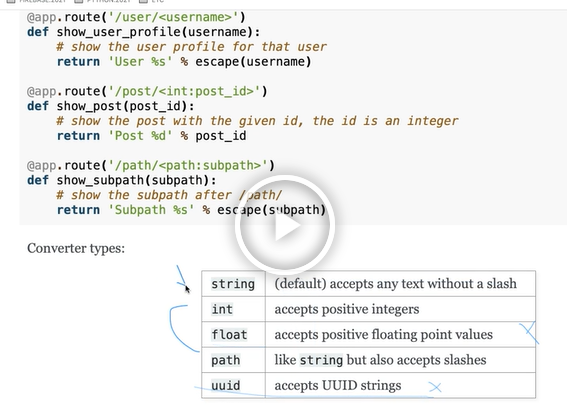 @app.route('/user/<username>')
def show_user_profile(username):
# show the user profile for that user
return 'User %s' % escape(username)
@app.route('/post/<int:post_id>')
def show_post(post_id):
# show the post with the given id, the id is an integer
return 'Post %d' % post_id
@app.route('/path/<path:subpath>')
def show_subpath(subpath):
# show the subpath after /path/
return 'Subpath %s' % escape(subpath)
Converter types:
string (default) accepts any text without a slash
int accepts positive integers
float accepts positive floating point values
path like string but also accepts slashes
uuid accepts UUID strings